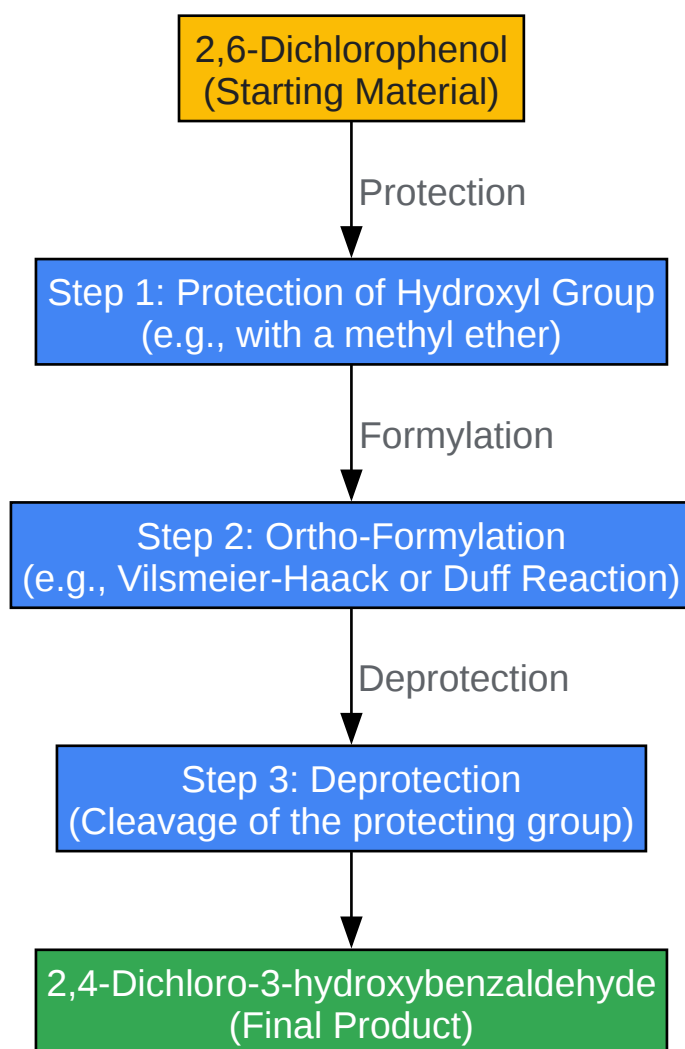 2,6-Dichlorophenol
(Starting Material)
Protection
Step 1: Protection of Hydroxyl Group
(e.g., with a methyl ether)
Formylation
Step 2: Ortho-Formylation
(e.g., Vilsmeier-Haack or Duff Reaction)
Deprotection
Step 3: Deprotection
(Cleavage of the protecting group)
2,4-Dichloro-3-hydroxybenzaldehyde
(Final Product)